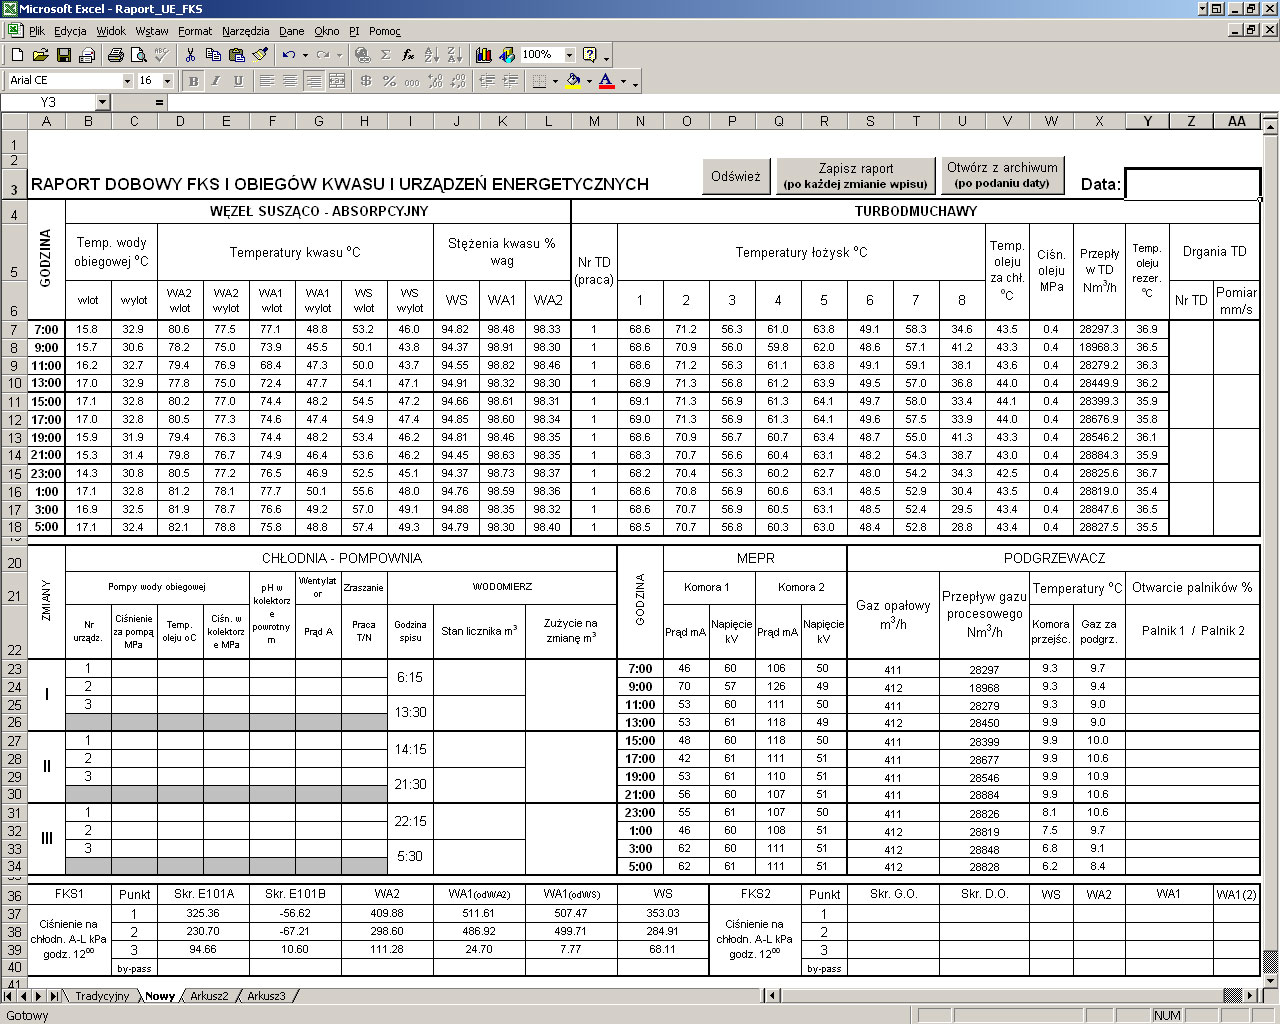 Microsoft Excel - Raport_UE_FKS
Plik Edycja Widok Wstaw Format Narzędzia Dane Okno PI Pomoc
100%
Arial CE 16 B I U
Y3 =
A B C D E F G H I J K L M N O P Q R S T U V W X Y Z AA
RAPORT DOBOWY FKS I OBIEGÓW KWASU I URZĄDZEŃ ENERGETYCZNYCH
Odśwież
Zapisz raport
(po każdej zmianie wpisu)
Otwórz z archiwum
(po podaniu daty)
Data:
GODZINA
WĘZEŁ SUSZĄCO - ABSORPCYJNY
TURBODMUCHAWY
Temp. wody obiegowej °C
Temperatury kwasu °C
Stężenia kwasu % wag
Nr TD (praca)
Temperatury łożysk °C
Temp. oleju za chł. °C
Ciśn. oleju MPa
Przepły w TD Nm³/h
Temp. oleju rezer. °C
Drgania TD
wlot wylot WA2 wlot WA2 wylot WA1 wlot WA1 wylot WS wlot WS wylot WS WA1 WA2 1 2 3 4 5 6 7 8 Nr TD Pomiar mm/s
7 7:00 15.8 32.9 80.6 77.5 77.1 48.8 53.2 46.0 94.82 98.48 98.33 1 68.6 71.2 56.3 61.0 63.8 49.1 58.3 34.6 43.5 0.4 28297.3 36.9
8 9:00 15.7 30.6 78.2 75.0 73.9 45.5 50.1 43.8 94.37 98.91 98.30 1 68.6 70.9 56.0 59.8 62.0 48.6 57.1 41.2 43.3 0.4 18968.3 36.5
9 11:00 16.2 32.7 79.4 76.9 68.4 47.3 50.0 43.7 94.55 98.82 98.46 1 68.6 71.2 56.3 61.1 63.8 49.1 59.1 38.1 43.6 0.4 28279.2 36.3
10 13:00 17.0 32.9 77.8 75.0 72.4 47.7 54.1 47.1 94.91 98.32 98.30 1 68.9 71.3 56.8 61.2 63.9 49.5 57.0 36.8 44.0 0.4 28449.9 36.2
11 15:00 17.1 32.8 80.2 77.0 74.4 48.2 54.5 47.2 94.66 98.61 98.31 1 69.1 71.3 56.9 61.3 64.1 49.7 58.0 33.4 44.1 0.4 28399.3 35.9
12 17:00 17.0 32.8 80.5 77.3 74.6 47.4 54.9 47.4 94.85 98.60 98.34 1 69.0 71.3 56.9 61.3 64.1 49.6 57.5 33.9 44.0 0.4 28676.9 35.8
13 19:00 15.9 31.9 79.4 76.3 74.4 48.2 53.4 46.2 94.81 98.46 98.35 1 68.6 70.9 56.7 60.7 63.4 48.7 55.0 41.3 43.3 0.4 28546.2 36.1
14 21:00 15.3 31.4 79.8 76.7 74.9 46.4 53.6 46.2 94.45 98.63 98.35 1 68.3 70.7 56.6 60.4 63.1 48.2 54.3 38.7 43.0 0.4 28884.3 35.9
15 23:00 14.3 30.8 80.5 77.2 76.5 46.9 52.5 45.1 94.37 98.73 98.37 1 68.2 70.4 56.3 60.2 62.7 48.0 54.2 34.3 42.5 0.4 28825.6 36.7
16 1:00 17.1 32.8 81.2 78.1 77.7 50.1 55.6 48.0 94.76 98.59 98.36 1 68.6 70.8 56.9 60.6 63.1 48.5 52.9 30.4 43.5 0.4 28819.0 35.4
17 3:00 16.9 32.5 81.9 78.7 76.6 49.2 57.0 49.1 94.88 98.35 98.32 1 68.6 70.7 56.9 60.5 63.1 48.5 52.4 29.5 43.4 0.4 28847.6 36.5
18 5:00 17.1 32.4 82.1 78.8 75.8 48.8 57.4 49.3 94.79 98.30 98.40 1 68.5 70.7 56.8 60.3 63.0 48.4 52.8 28.8 43.4 0.4 28827.5 35.5
ZMIANY
CHŁODNIA - POMPOWNIA
GODZINA
MEPR
PODGRZEWACZ
Pompy wody obiegowej
pH w kolektorz e powrotny m
Wentylat or
Zraszanie
WODOMIERZ
Komora 1 Komora 2
Gaz opałowy m³/h
Przepływ gazu procesowego Nm³/h
Temperatury °C
Otwarcie palników %
Nr urządz. Ciśnienie za pompą MPa Temp. oleju oC Ciśn. w kolektorz e MPa Prąd A Praca T/N Godzina spisu Stan licznika m³ Zużycie na zmianę m³
Prąd mA Napięcie kV Prąd mA Napięcie kV Komora przejśc. Gaz za podgrz. Palnik 1 / Palnik 2
I 1 2 3 6:15 13:30
II 1 2 3 14:15 21:30
III 1 2 3 22:15 5:30
23 7:00 46 60 106 50 411 28297 9.3 9.7
24 9:00 70 57 126 49 412 18968 9.3 9.4
25 11:00 53 60 111 50 411 28279 9.3 9.0
26 13:00 53 61 118 49 412 28450 9.9 9.0
27 15:00 48 60 118 50 411 28399 9.9 10.0
28 17:00 42 61 111 51 411 28677 9.9 10.6
29 19:00 53 61 110 51 411 28546 9.9 10.9
30 21:00 56 60 107 51 411 28884 9.9 10.6
31 23:00 55 61 107 50 411 28826 8.1 10.6
32 1:00 46 60 108 51 412 28819 7.5 9.7
33 3:00 62 60 111 51 412 28848 6.8 9.1
34 5:00 62 61 111 51 412 28828 6.2 8.4
36 FKS1 Punkt Skr. E101A Skr. E101B WA2 WA1(odWA2) WA1(odWS) WS FKS2 Punkt Skr. G.O. Skr. D.O. WS WA2 WA1 WA1(2)
Ciśnienie na chłodn. A-L kPa godz. 12⁰⁰
37 1 325.36 -56.62 409.88 511.61 507.47 353.03
38 2 230.70 -67.21 298.60 486.92 499.71 284.91
39 3 94.66 10.60 111.28 24.70 7.77 68.11
40 by-pass
Ciśnienie na chłodn. A-L kPa godz. 12⁰⁰
1
2
3
by-pass
Tradycyjny Nowy Arkusz2 Arkusz3
Gotowy NUM